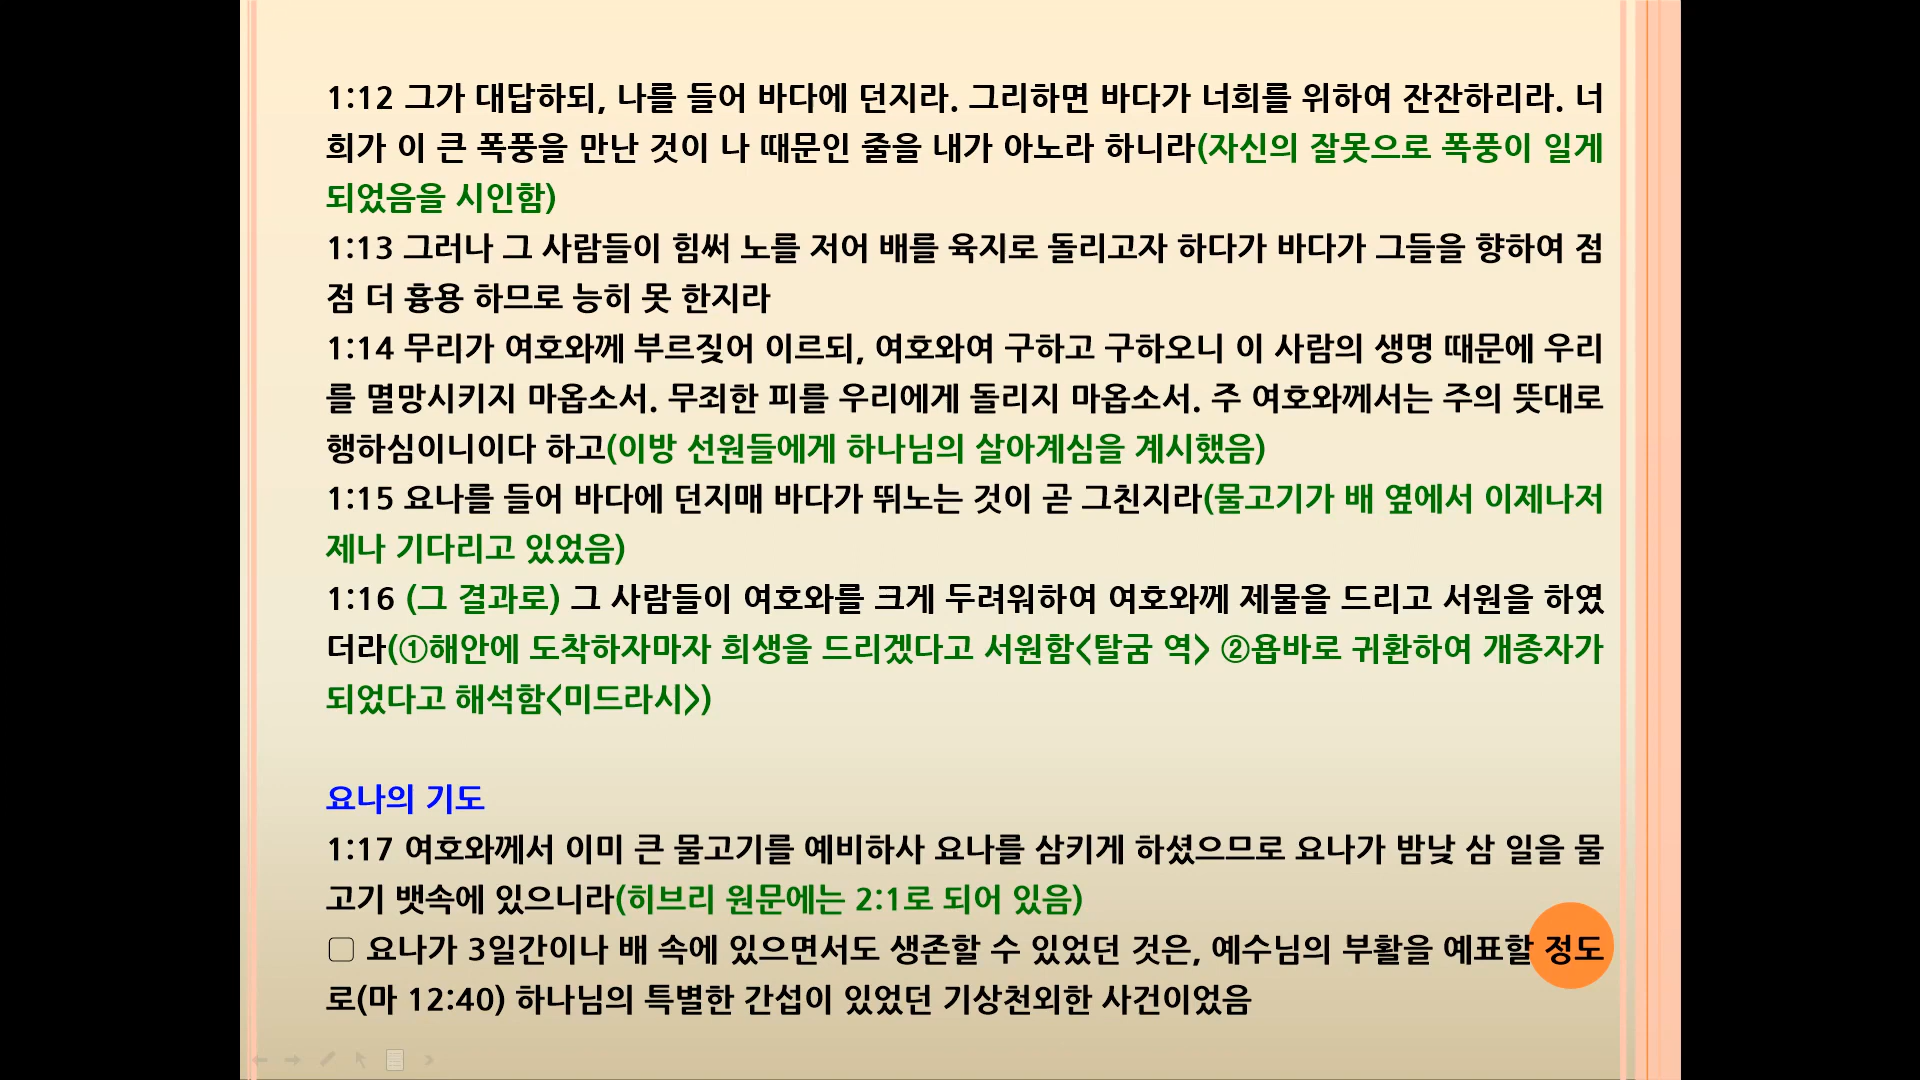 1:12 그가 대답하되, 나를 들어 바다에 던지라. 그리하면 바다가 너희를 위하여 잔잔하리라. 너
희가 이 큰 폭풍을 만난 것이 나 때문인 줄을 내가 아노라 하니라(자신의 잘못으로 폭풍이 일게
되었음을 시인함)
1:13 그러나 그 사람들이 힘써 노를 저어 배를 육지로 돌리고자 하다가 바다가 그들을 향하여 점
점 더 흉용 하므로 능히 못 한지라
1:14 무리가 여호와께 부르짖어 이르되, 여호와여 구하고 구하오니 이 사람의 생명 때문에 우리
를 멸망시키지 마옵소서. 무죄한 피를 우리에게 돌리지 마옵소서. 주 여호와께서는 주의 뜻대로
행하심이니이다 하고(이방 선원들에게 하나님의 살아계심을 계시했음)
1:15 요나를 들어 바다에 던지매 바다가 뛰노는 것이 곧 그친지라(물고기가 배 옆에서 이제나저
제나 기다리고 있었음)
1:16 (그 결과로) 그 사람들이 여호와를 크게 두려워하여 여호와께 제물을 드리고 서원을 하였
더라(①해안에 도착하자마자 희생을 드리겠다고 서원함<탈굼 역> ②욥바로 귀환하여 개종자가
되었다고 해석함<미드라시>)
요나의 기도
1:17 여호와께서 이미 큰 물고기를 예비하사 요나를 삼키게 하셨으므로 요나가 밤낮 삼 일을 물
고기 뱃속에 있으니라(히브리 원문에는 2:1로 되어 있음)
▢ 요나가 3일간이나 배 속에 있으면서도 생존할 수 있었던 것은, 예수님의 부활을 예표할 정도
로(마 12:40) 하나님의 특별한 간섭이 있었던 기상천외한 사건이었음